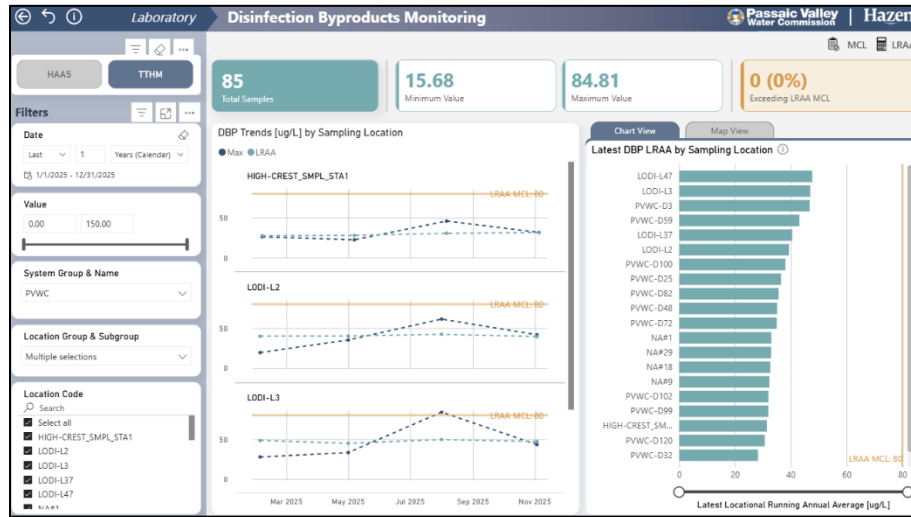 Laboratory
Disinfection Byproducts Monitoring
Passaic Valley
Water Commission
Hazen
MCL
LRAA
HAA5
TTHM
85
Total Samples
15.68
Minimum Value
84.81
Maximum Value
0 (0%)
Exceeding LRAA MCL
Filters
Date
Last 1 Years (Calendar)
1/1/2025 - 12/31/2025
Value
0.00 150.00
System Group & Name
PVWC
Location Group & Subgroup
Multiple selections
Location Code
Search
Select all
HIGH-CREST_SMPL_STA1
LODI-L2
LODI-L3
LODI-L37
LODI-L47
NA#1
DBP Trends [ug/L] by Sampling Location
Max LRAA
HIGH-CREST_SMPL_STA1
LRAA MCL: 80
50
0
LODI-L2
LRAA MCL: 80
50
0
LODI-L3
LRAA MCL: 80
50
0
Mar 2025 May 2025 Jul 2025 Sep 2025 Nov 2025
Chart View
Map View
Latest DBP LRAA by Sampling Location
LODI-L47
LODI-L3
PVWC-D3
PVWC-D59
LODI-L37
LODI-L2
PVWC-D100
PVWC-D25
PVWC-D82
PVWC-D48
PVWC-D72
NA#1
NA#29
NA#18
NA#9
PVWC-D102
PVWC-D99
HIGH-CREST_SM...
PVWC-D120
PVWC-D32
LRAA MCL: 80
0 20 40 60 80
Latest Locational Running Annual Average [ug/L]